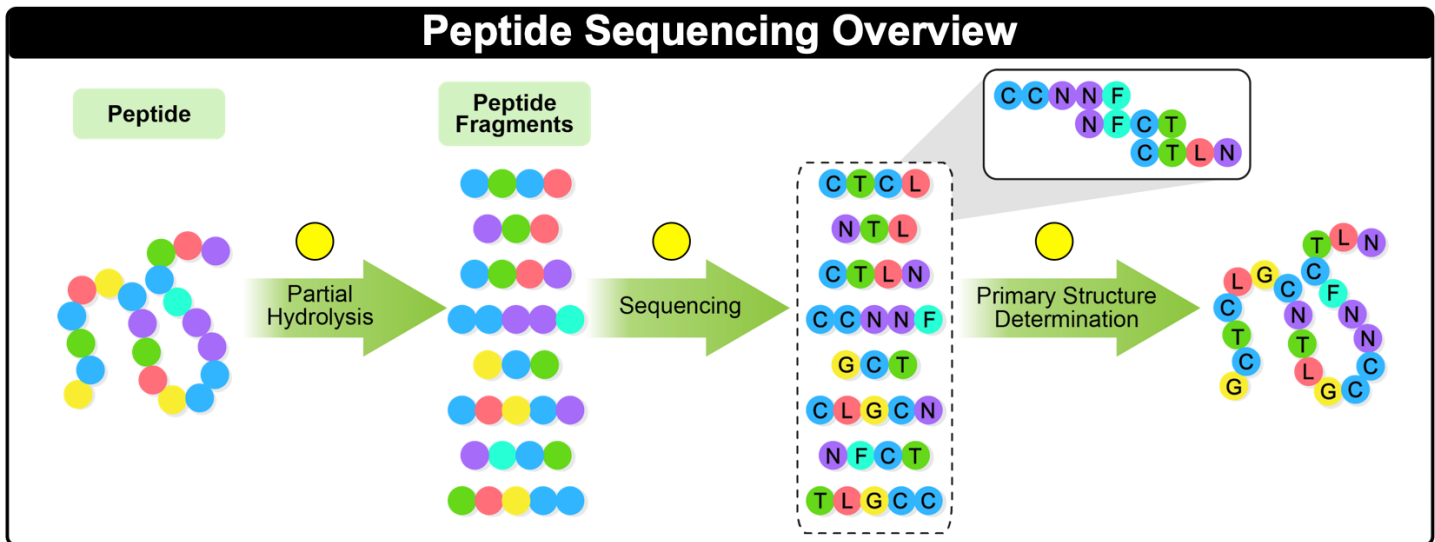 Peptide Sequencing Overview
Peptide
Peptide
Fragments
Partial
Hydrolysis
Sequencing
Primary Structure
Determination
C T C L
N T L
C T L N
C C N N F
G C T
C L G C N
N F C T
T L G C C
C C N N F
N F C T
C T L N
G C T C L G C N T L G C C N N F C T L N